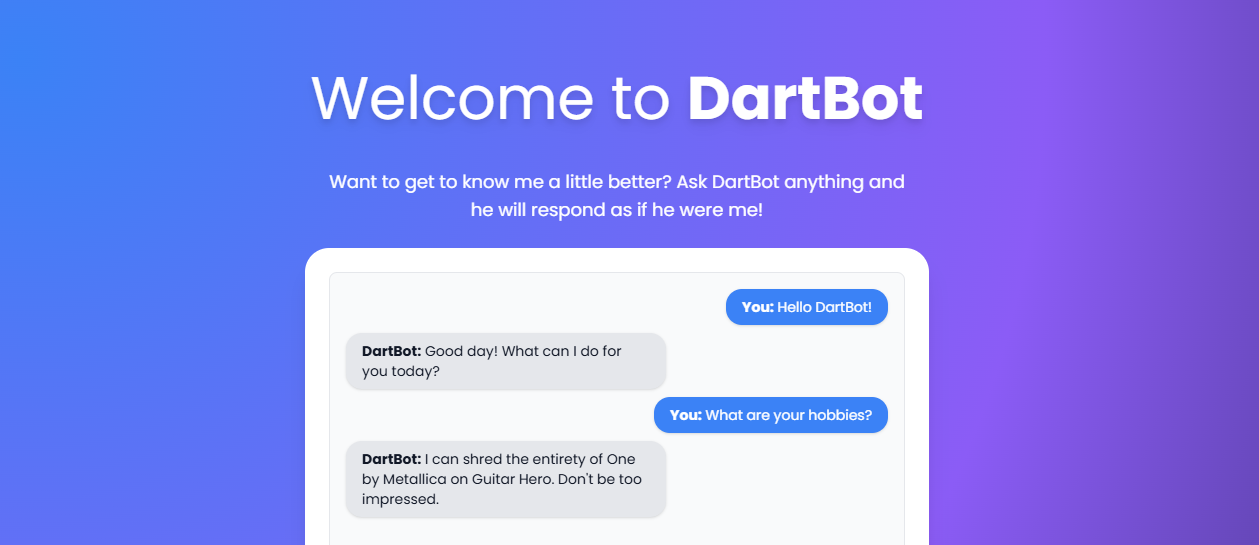 Welcome to DartBot
Want to get to know me a little better? Ask DartBot anything and
he will respond as if he were me!
You: Hello DartBot!
DartBot: Good day! What can I do for
you today?
You: What are your hobbies?
DartBot: I can shred the entirety of One
by Metallica on Guitar Hero. Don't be too
impressed.